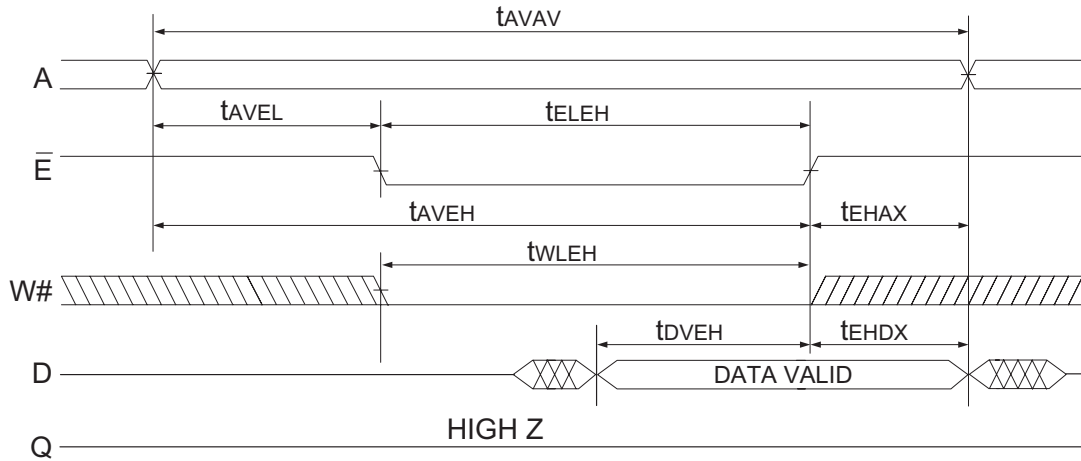 tAVAV
A
tAVEL
tELEH
E̅
tAVEH
tEHAX
tWLEH
W#
tDVEH
tEHDX
D
DATA VALID
HIGH Z
Q